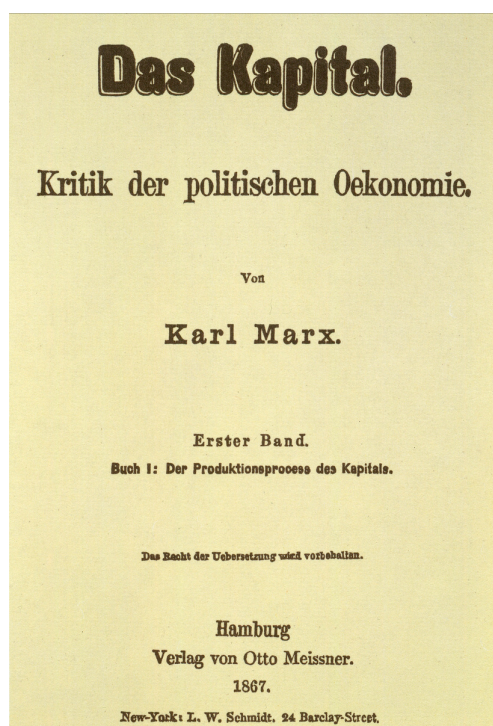 Das Kapital.
Kritik der politischen Oekonomie.
Von
Karl Marx.
Erster Band.
Buch I: Der Produktionsprocess des Kapitals.
Das Recht der Uebersetzung wird vorbehalten.
Hamburg
Verlag von Otto Meissner.
1867.
New-York: L. W. Schmidt. 24 Barclay-Street.